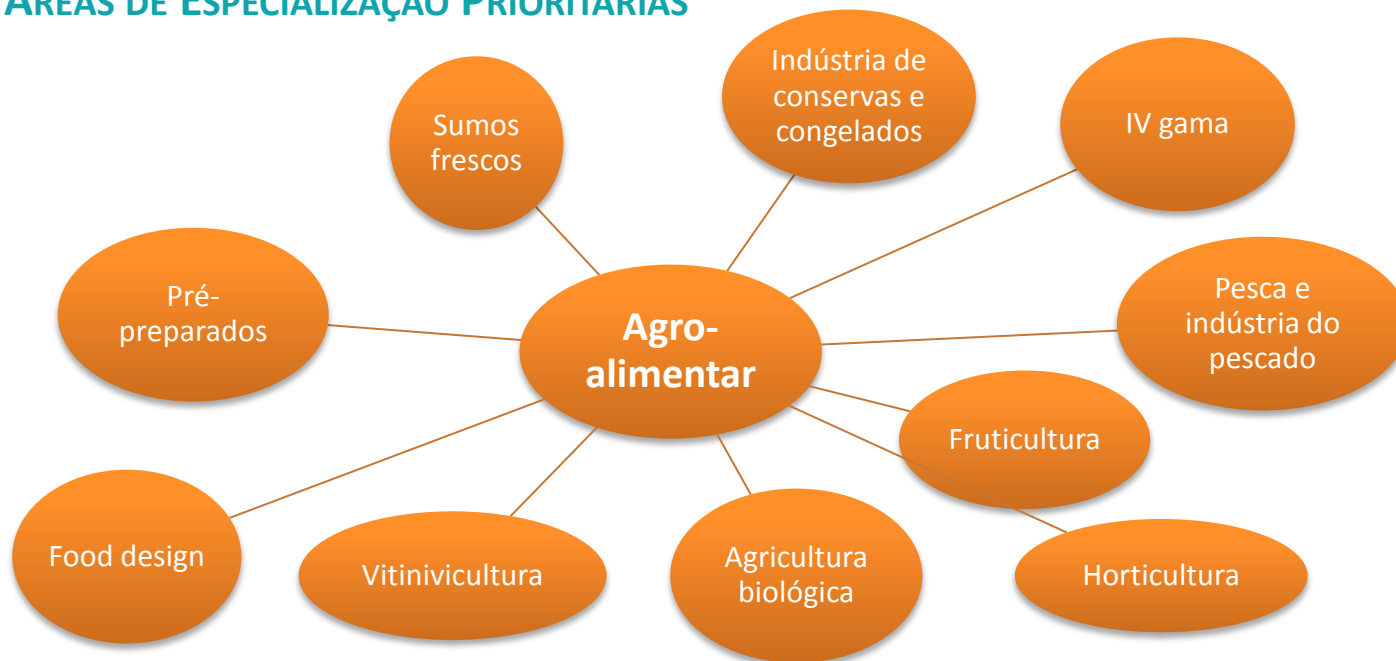 ÁREAS DE ESPECIALIZAÇÃO PRIORITÁRIAS
Indústria de
conservas e
congelados
Sumos
frescos
IV gama
Pré-
preparados
Agro-
alimentar
Pesca e
indústria do
pescado
Fruticultura
Food design
Vitinivicultura
Agricultura
biológica
Horticultura